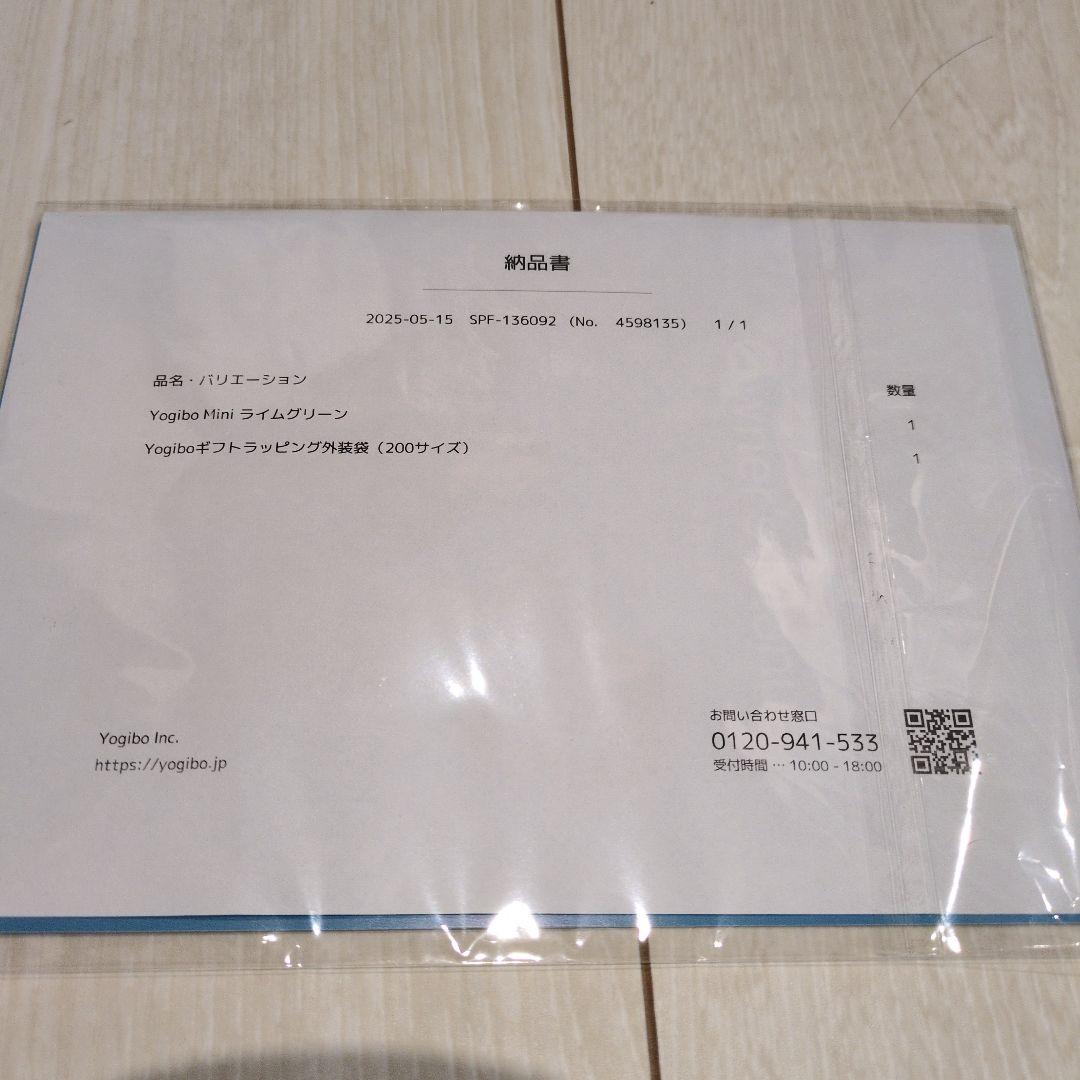 納品書
2025-05-15 SPF-136092 (No. 4598135) 1 / 1
品名・バリエーション 数量
Yogibo Mini ライムグリーン 1
Yogiboギフトラッピング外装袋（200サイズ） 1
お問い合わせ窓口
Yogibo Inc. 0120-941-533
https://yogibo.jp 受付時間 … 10:00 - 18:00